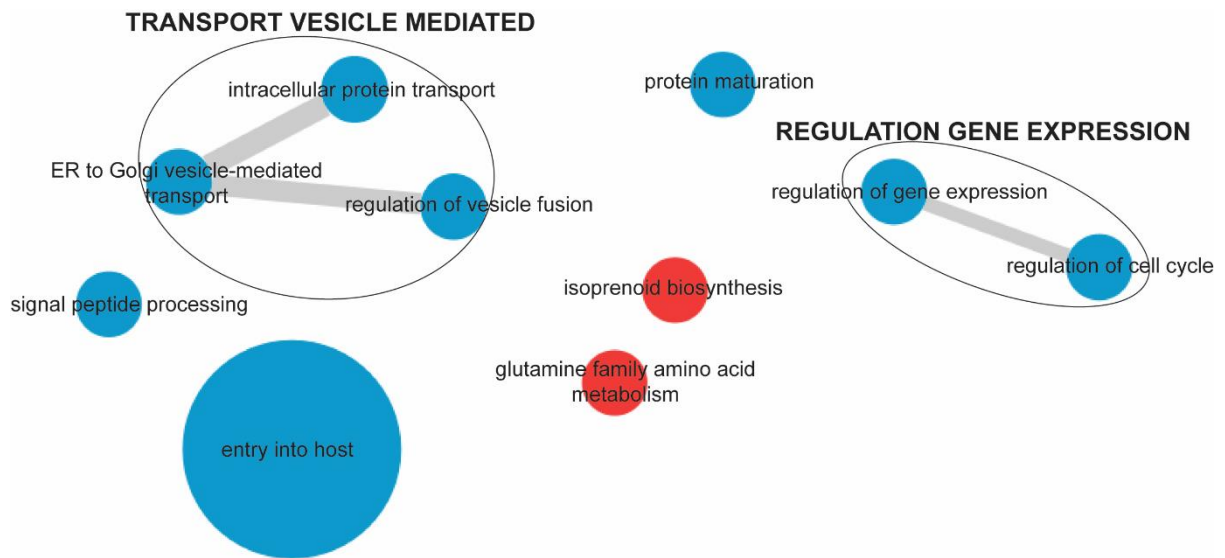 TRANSPORT VESICLE MEDIATED
intracellular protein transport
ER to Golgi vesicle-mediated
transport
regulation of vesicle fusion
protein maturation
REGULATION GENE EXPRESSION
regulation of gene expression
regulation of cell cycle
signal peptide processing
isoprenoid biosynthesis
glutamine family amino acid
metabolism
entry into host